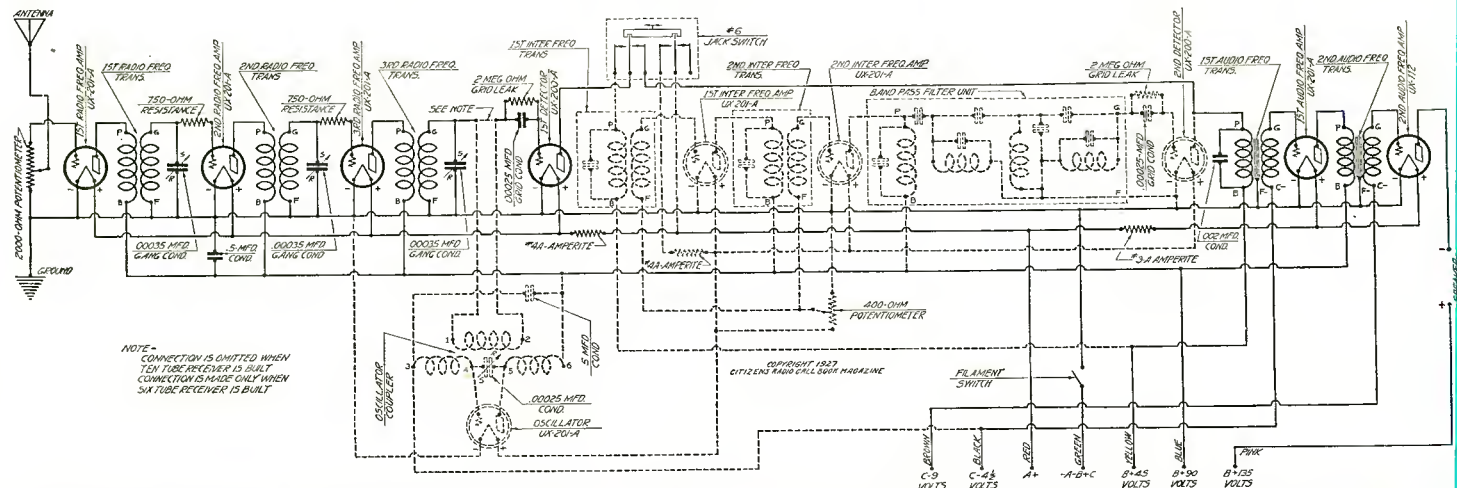 ANTENNA
2000-OHM POTENTIOMETER
GROUND
1ST RADIO FREQ AMP
UX-201-A
1ST RADIO FREQ.
TRANS.
750-OHM
RESISTANCE
2ND RADIO FREQ AMP
UX-201-A
2ND RADIO FREQ.
TRANS
750-OHM
RESISTANCE
3RD RADIO FREQ AMP
UX-201-A
3RD RADIO FREQ.
TRANS
SEE NOTE
2 MEG OHM
GRID LEAK
1ST DETECTOR
UX-200-A
.00025 MFD
GRID COND
1ST INTER FREQ
TRANS
#6
JACK SWITCH
1ST INTER FREQ AMP
UX 201-A
2ND INTER FREQ.
TRANS
2ND INTER FREQ. AMP
UX-201-A
BAND PASS FILTER UNIT
2 MEG OHM
GRID LEAK
.00025-MFD
GRID COND
2ND DETECTOR
UX-200-A
1ST AUDIO FREQ
TRANS.
1ST AUDIO FREQ AMP
UX-201-A
2ND AUDIO FREQ
TRANS.
2ND AUDIO FREQ AMP
UX-112
P
G
P
G
P
G
P
G
P
G
P
G
P
G
P
G
B
F
B
F
B
F
B
F
B
F
B
F
B
F-
C-
B
F-
C-
.00035 MFD
GANG COND.
.5-MFD.
COND.
.00035 MFD
GANG COND.
.00035 MFD
GANG COND.
#4A-AMPERITE
#4A-AMPERITE
#3-A AMPERITE
.002 MFD.
COND.
400-OHM
POTENTIOMETER
SPEAKER
-
+
1
2
3
4
5
6
.5 MFD
COND
OSCILLATOR
COUPLER
.00025 MFD.
COND.
OSCILLATOR
UX-201-A
NOTE-
CONNECTION IS OMITTED WHEN
TEN TUBE RECEIVER IS BUILT
CONNECTION IS MADE ONLY WHEN
SIX TUBE RECEIVER IS BUILT
COPYRIGHT 1927
CITIZENS RADIO CALL BOOK MAGAZINE
FILAMENT
SWITCH
BROWN
BLACK
RED
GREEN
YELLOW
BLUE
PINK
C-9
VOLTS
C-4½
VOLTS
A+
-A-B+C
B+45
VOLTS
B+90
VOLTS
B+135
VOLTS